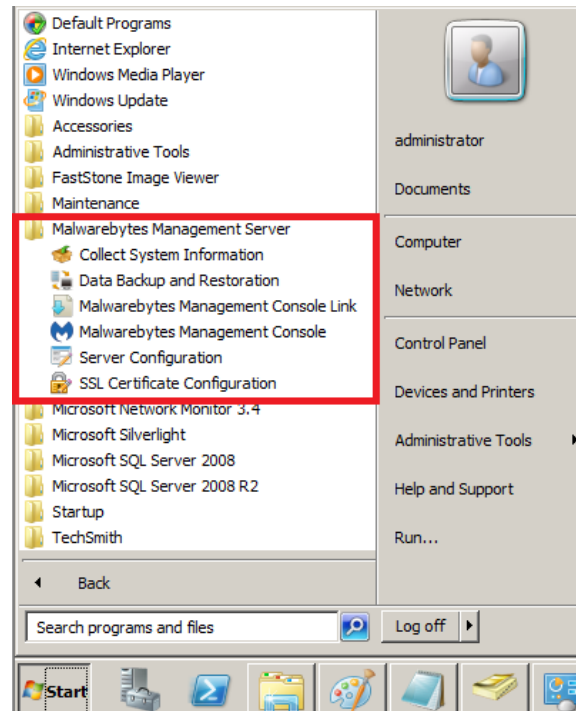 Default Programs
Internet Explorer
Windows Media Player
Windows Update
Accessories
Administrative Tools
FastStone Image Viewer
Maintenance
Malwarebytes Management Server
Collect System Information
Data Backup and Restoration
Malwarebytes Management Console Link
Malwarebytes Management Console
Server Configuration
SSL Certificate Configuration
Microsoft Network Monitor 3.4
Microsoft Silverlight
Microsoft SQL Server 2008
Microsoft SQL Server 2008 R2
Startup
TechSmith
Back
Search programs and files
administrator
Documents
Computer
Network
Control Panel
Devices and Printers
Administrative Tools
Help and Support
Run...
Log off
Start